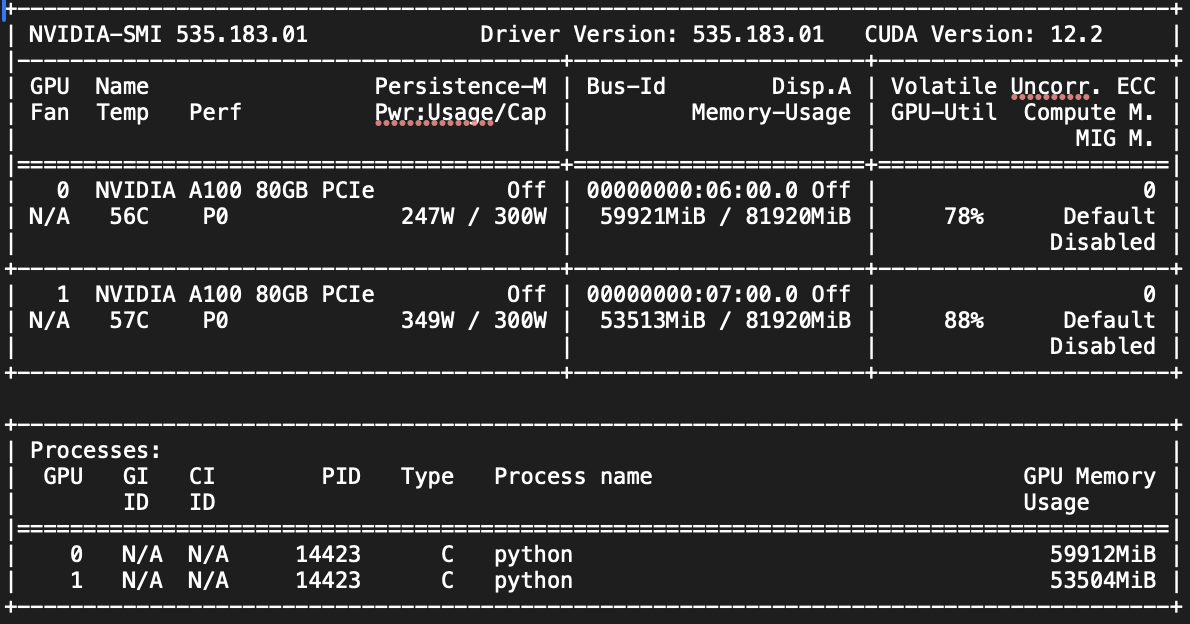 NVIDIA-SMI 535.183.01 Driver Version: 535.183.01 CUDA Version: 12.2
GPU Name Persistence-M | Bus-Id Disp.A | Volatile Uncorr. ECC
Fan Temp Perf Pwr:Usage/Cap | Memory-Usage | GPU-Util Compute M.
MIG M.
0 NVIDIA A100 80GB PCIe Off | 00000000:06:00.0 Off | 0
N/A 56C P0 247W / 300W | 59921MiB / 81920MiB | 78% Default
Disabled
1 NVIDIA A100 80GB PCIe Off | 00000000:07:00.0 Off | 0
N/A 57C P0 349W / 300W | 53513MiB / 81920MiB | 88% Default
Disabled
Processes:
GPU GI CI PID Type Process name GPU Memory
ID ID Usage
0 N/A N/A 14423 C python 59912MiB
1 N/A N/A 14423 C python 53504MiB